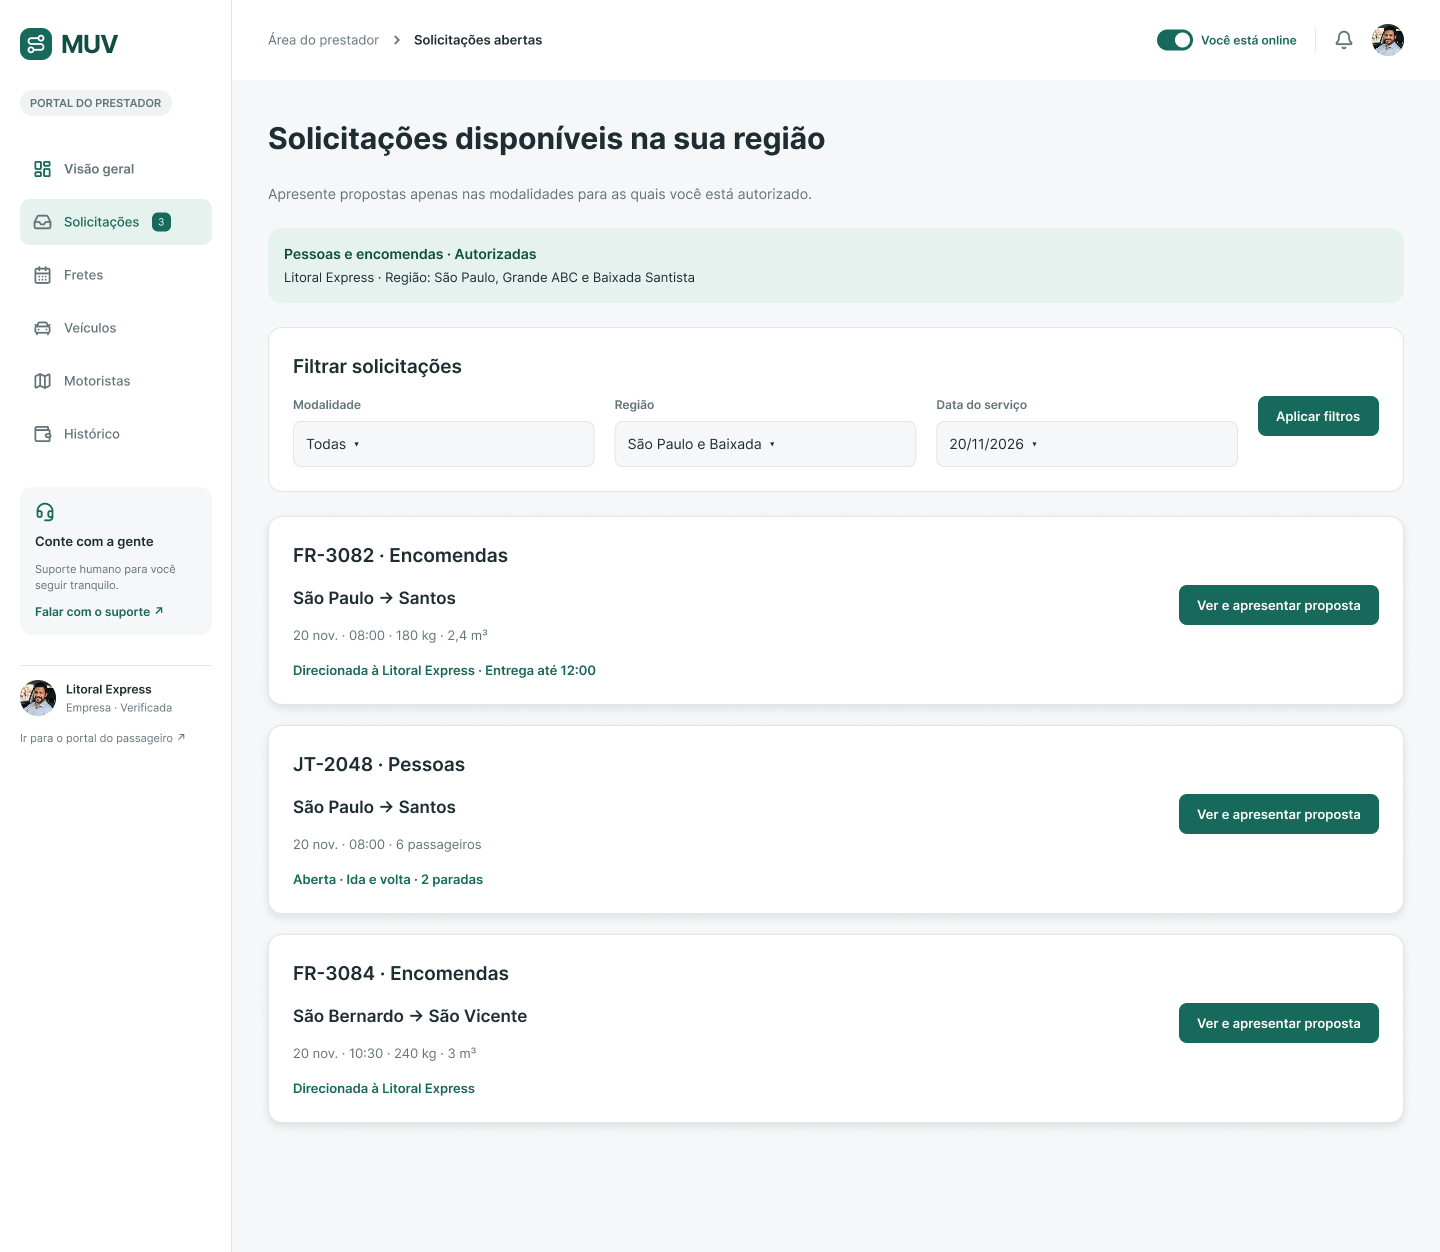 MUV
PORTAL DO PRESTADOR
Visão geral
Solicitações 3
Fretes
Veículos
Motoristas
Histórico
Conte com a gente
Suporte humano para você
seguir tranquilo.
Falar com o suporte ↗
Litoral Express
Empresa · Verificada
Ir para o portal do passageiro ↗
Área do prestador > Solicitações abertas
Você está online
Solicitações disponíveis na sua região
Apresente propostas apenas nas modalidades para as quais você está autorizado.
Pessoas e encomendas · Autorizadas
Litoral Express · Região: São Paulo, Grande ABC e Baixada Santista
Filtrar solicitações
Modalidade
Todas ▾
Região
São Paulo e Baixada ▾
Data do serviço
20/11/2026 ▾
Aplicar filtros
FR-3082 · Encomendas
São Paulo → Santos
20 nov. · 08:00 · 180 kg · 2,4 m³
Direcionada à Litoral Express · Entrega até 12:00
Ver e apresentar proposta
JT-2048 · Pessoas
São Paulo → Santos
20 nov. · 08:00 · 6 passageiros
Aberta · Ida e volta · 2 paradas
Ver e apresentar proposta
FR-3084 · Encomendas
São Bernardo → São Vicente
20 nov. · 10:30 · 240 kg · 3 m³
Direcionada à Litoral Express
Ver e apresentar proposta